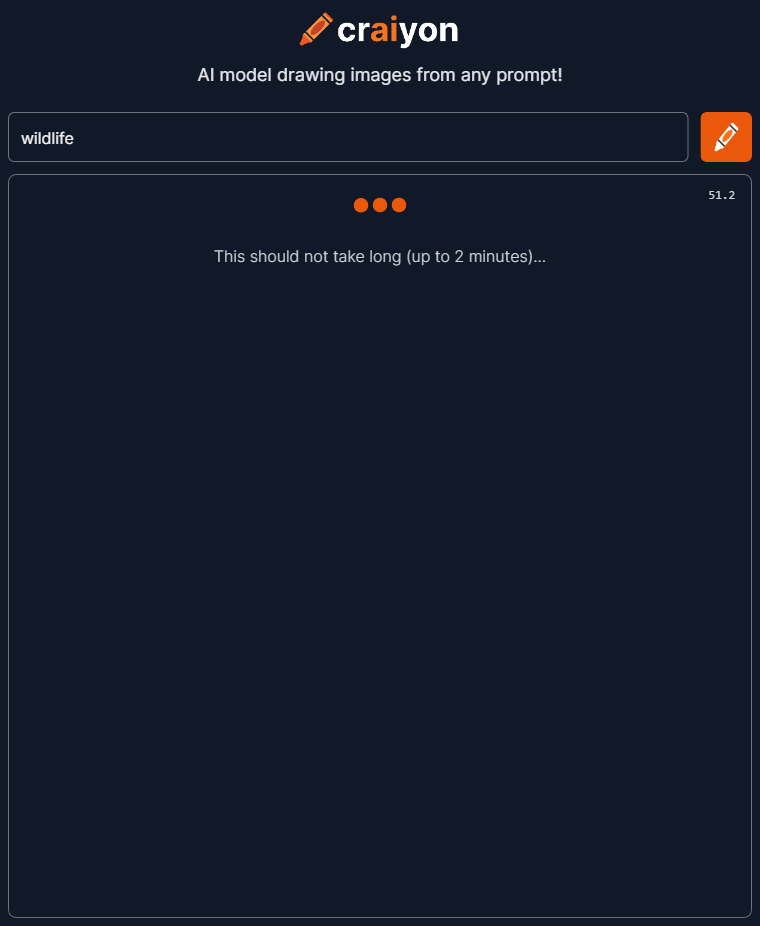 craiyon
AI model drawing images from any prompt!
wildlife
51.2
This should not take long (up to 2 minutes)...